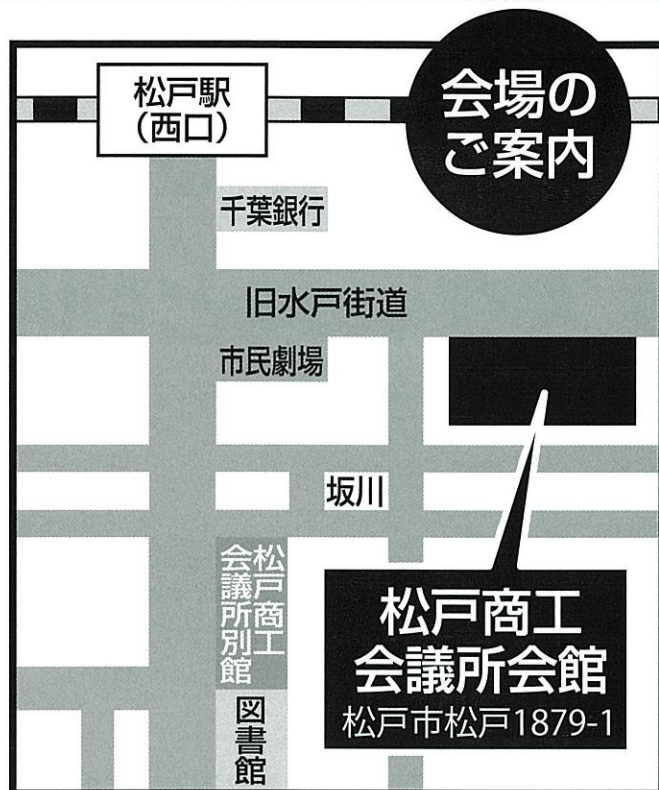 会場の
ご案内
松戸駅
（西口）
千葉銀行
旧水戸街道
市民劇場
坂川
松戸商工
会議所別館
図書館
松戸商工
会議所会館
松戸市松戸1879-1